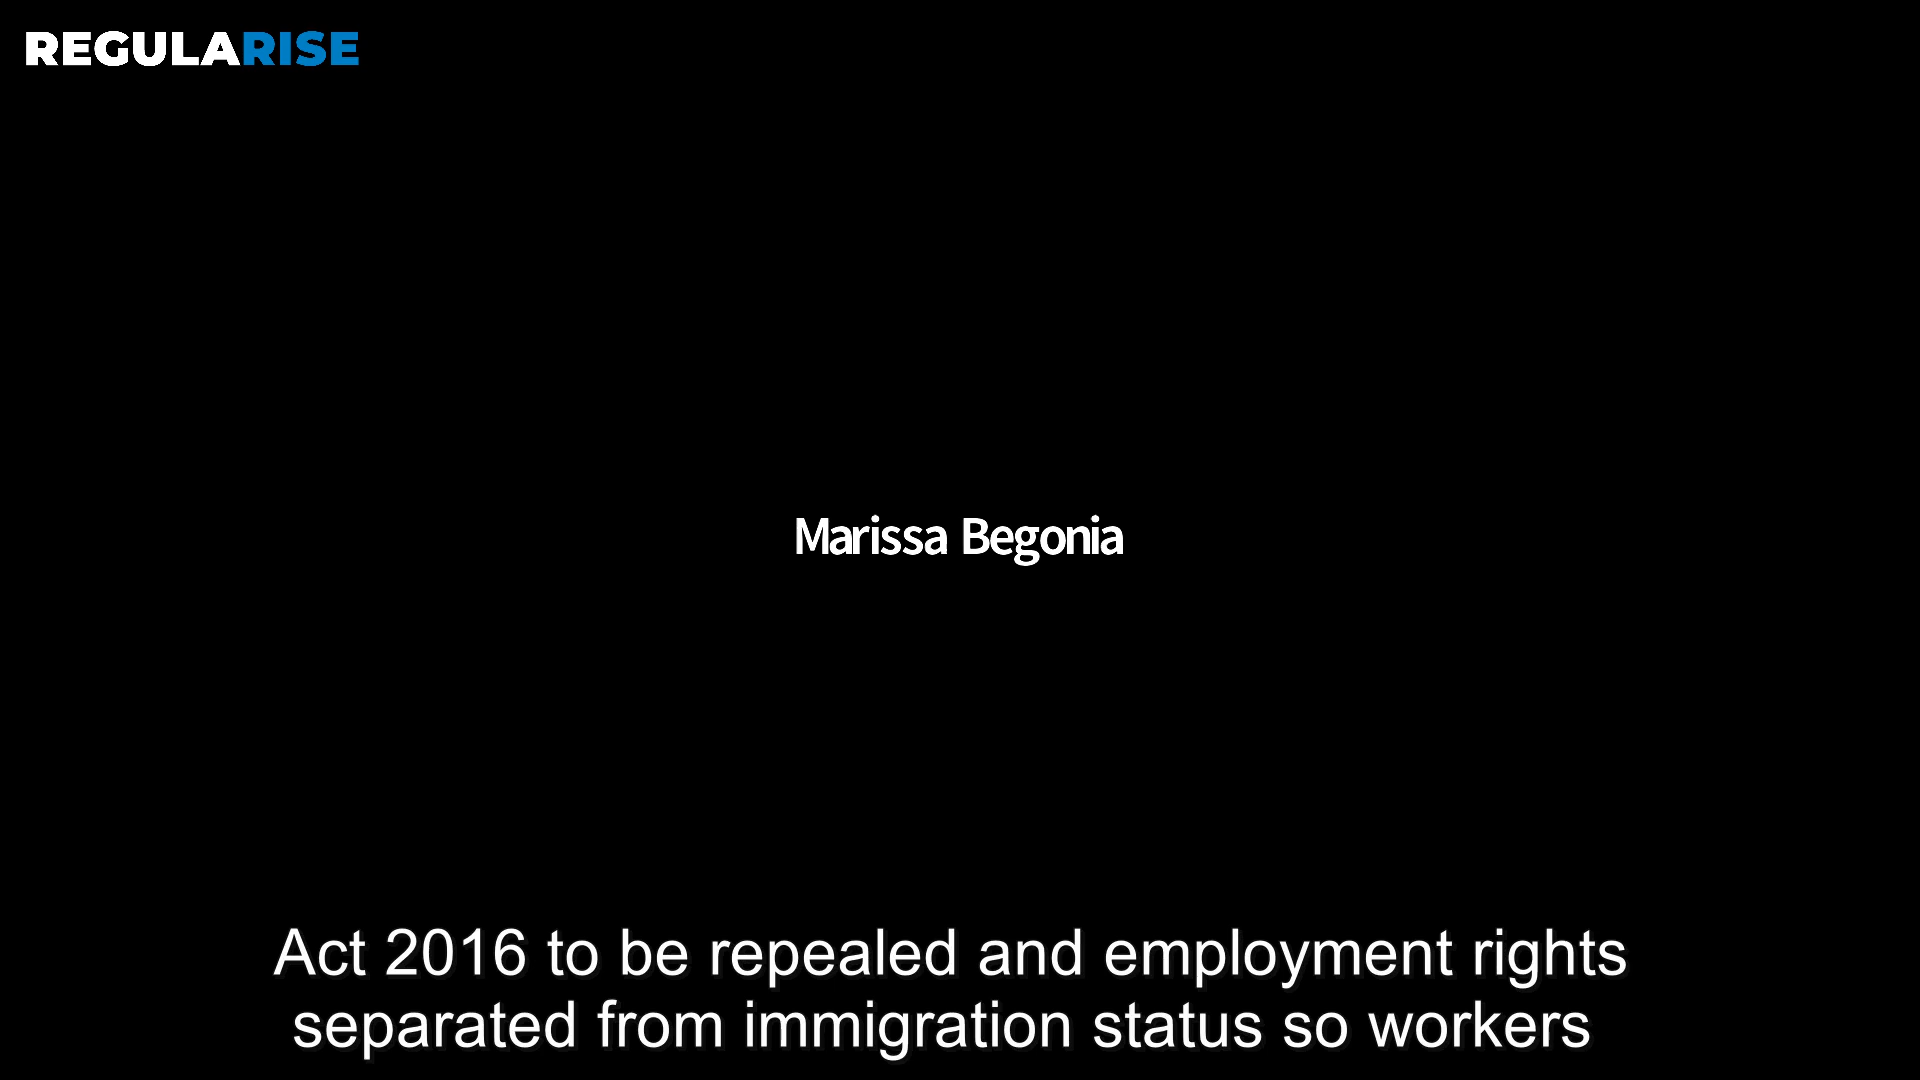 REGULARISE
Marissa Begonia
Act 2016 to be repealed and employment rights
separated from immigration status so workers